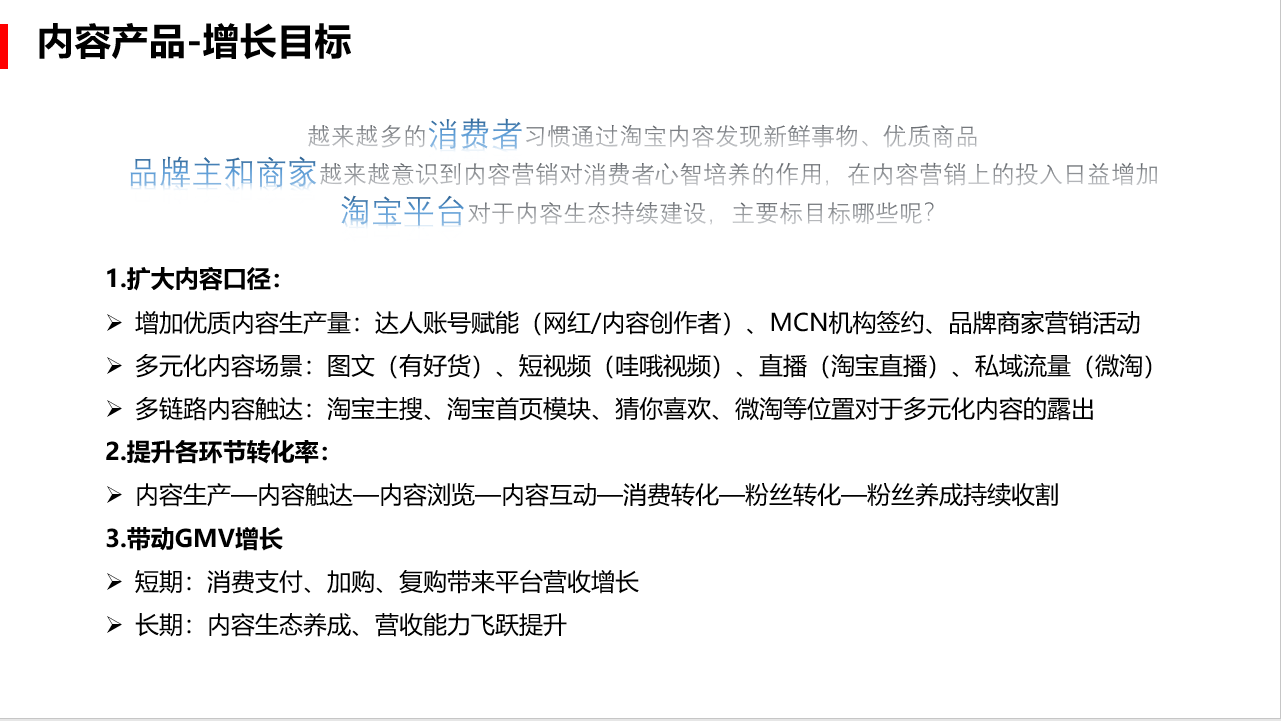 内容产品-增长目标
越来越多的消费者习惯通过淘宝内容发现新鲜事物、优质商品
品牌主和商家越来越意识到内容营销对消费者心智培养的作用，在内容营销上的投入日益增加
淘宝平台对于内容生态持续建设，主要标目标哪些呢？
1.扩大内容口径：
➢ 增加优质内容生产量：达人账号赋能（网红/内容创作者）、MCN机构签约、品牌商家营销活动
➢ 多元化内容场景：图文（有好货）、短视频（哇哦视频）、直播（淘宝直播）、私域流量（微淘）
➢ 多链路内容触达：淘宝主搜、淘宝首页模块、猜你喜欢、微淘等位置对于多元化内容的露出
2.提升各环节转化率：
➢ 内容生产—内容触达—内容浏览—内容互动—消费转化—粉丝转化—粉丝养成持续收割
3.带动GMV增长
➢ 短期：消费支付、加购、复购带来平台营收增长
➢ 长期：内容生态养成、营收能力飞跃提升